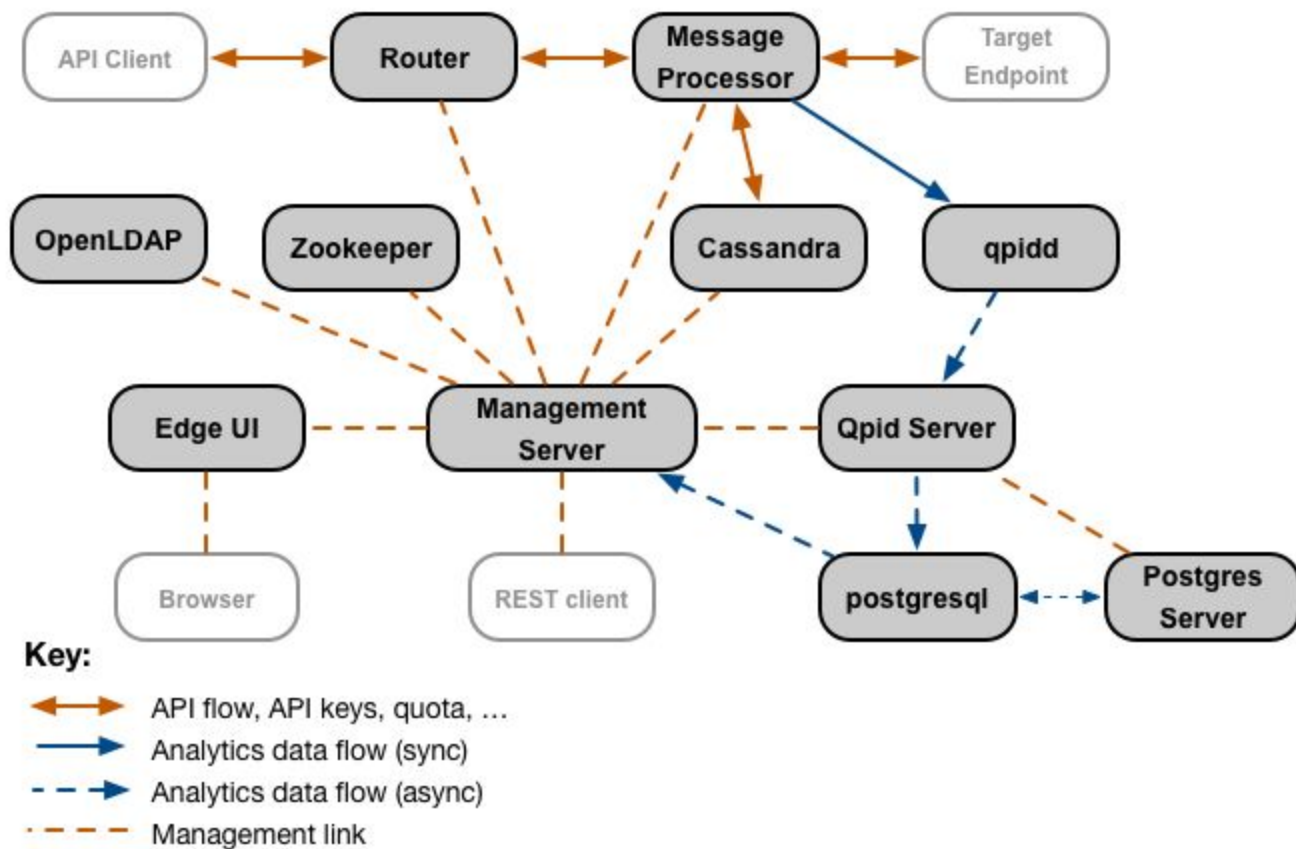 API Client
Router
Message
Processor
Target
Endpoint
OpenLDAP
Zookeeper
Cassandra
qpidd
Edge UI
Management
Server
Qpid Server
Browser
REST client
postgresql
Postgres
Server
Key:
API flow, API keys, quota, …
Analytics data flow (sync)
Analytics data flow (async)
Management link